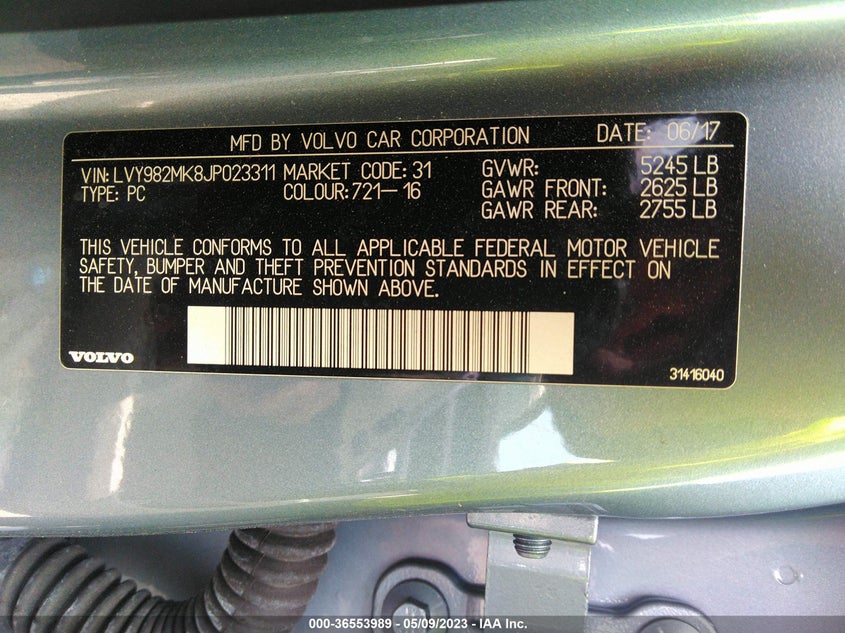 MFD BY VOLVO CAR CORPORATION DATE: 06/17
VIN: LVY982MK8JP023311 MARKET CODE: 31 GVWR: 5245 LB
TYPE: PC COLOUR: 721-16 GAWR FRONT: 2625 LB
GAWR REAR: 2755 LB
THIS VEHICLE CONFORMS TO ALL APPLICABLE FEDERAL MOTOR VEHICLE
SAFETY, BUMPER AND THEFT PREVENTION STANDARDS IN EFFECT ON
THE DATE OF MANUFACTURE SHOWN ABOVE.
VOLVO
31416040
000-36553989 - 05/09/2023 - IAA Inc.